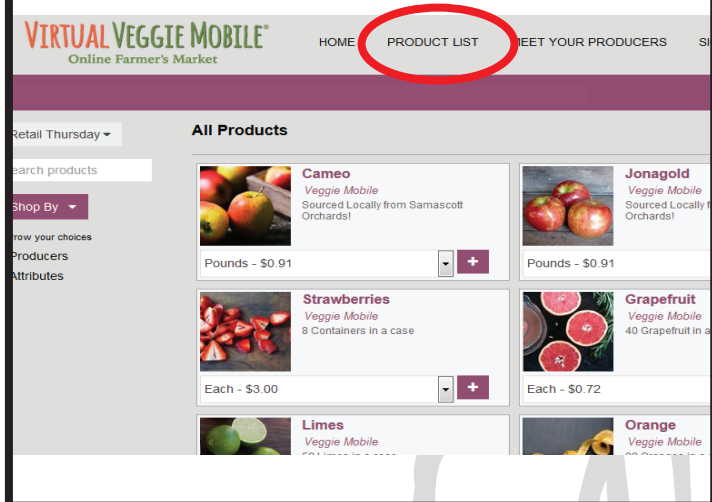 VIRTUAL VEGGIE MOBILE®
Online Farmer's Market
HOME PRODUCT LIST MEET YOUR PRODUCERS
Retail Thursday
earch products
Shop By
rrow your choices
Producers
Attributes
All Products
Cameo
Veggie Mobile
Sourced Locally from Samascott
Orchards!
Pounds - $0.91
Jonagold
Veggie Mobile
Sourced Locally f
Orchards!
Pounds - $0.91
Strawberries
Veggie Mobile
8 Containers in a case
Each - $3.00
Grapefruit
Veggie Mobile
40 Grapefruit in a
Each - $0.72
Limes
Veggie Mobile
Orange
Veggie Mobile